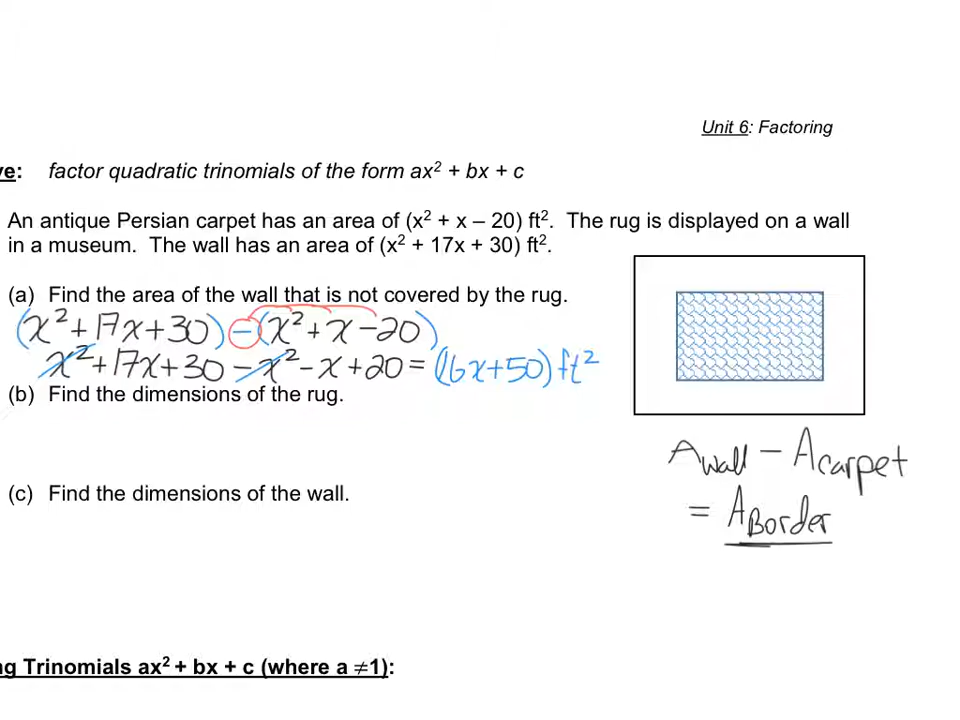 Unit 6: Factoring
ve: factor quadratic trinomials of the form ax² + bx + c
An antique Persian carpet has an area of (x² + x – 20) ft². The rug is displayed on a wall
in a museum. The wall has an area of (x² + 17x + 30) ft².
(a) Find the area of the wall that is not covered by the rug.
(x²+17x+30)-(x²+x-20)
x²+17x+30-x²-x+20=(16x+50)ft²
(b) Find the dimensions of the rug.
A wall - A carpet
(c) Find the dimensions of the wall.
= A Border
ng Trinomials ax² + bx + c (where a ≠1):